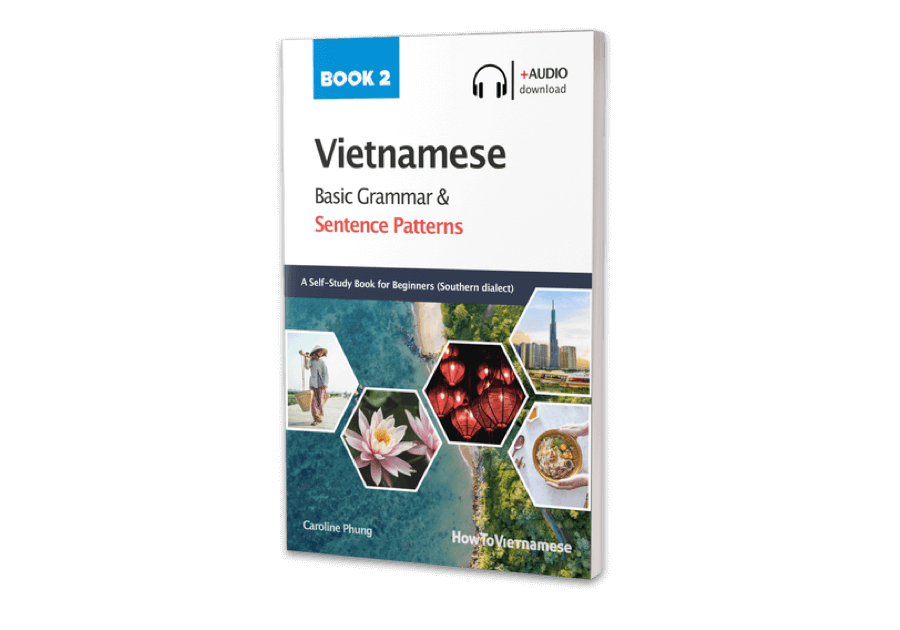 BOOK 2
+AUDIO
download
Vietnamese
Basic Grammar &
Sentence Patterns
A Self-Study Book for Beginners (Southern dialect)
Caroline Phung
HowToVietnamese